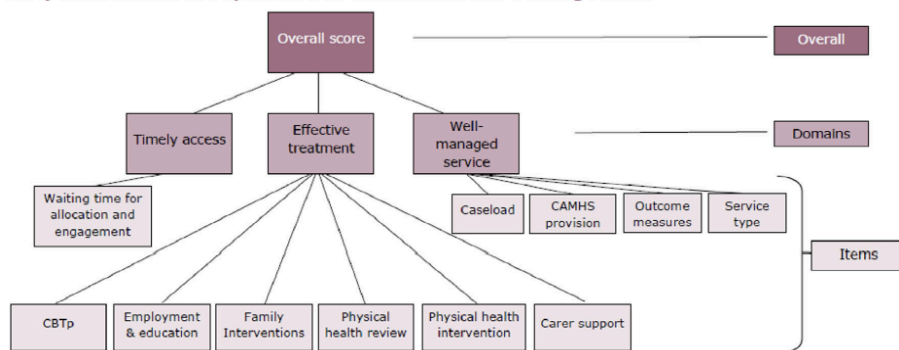 Overall score
Overall
Timely access
Effective
treatment
Well-
managed
service
Domains
Waiting time for
allocation and
engagement
Caseload
CAMHS
provision
Outcome
measures
Service
type
Items
CBTp
Employment
& education
Family
Interventions
Physical
health review
Physical health
intervention
Carer support